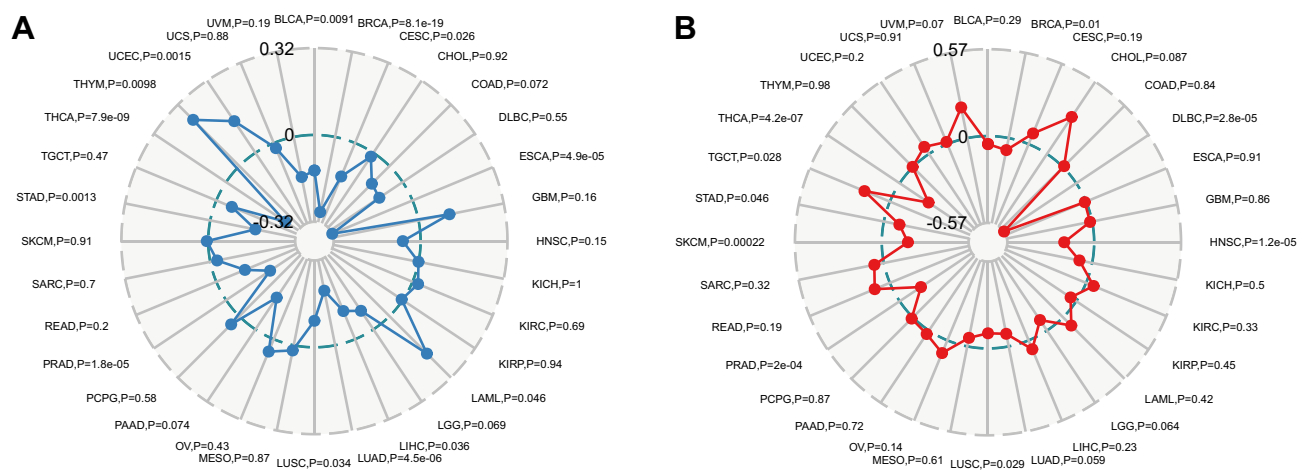 A
BLCA,P=0.0091
BRCA,P=8.1e-19
CESC,P=0.026
CHOL,P=0.92
COAD,P=0.072
DLBC,P=0.55
ESCA,P=4.9e-05
GBM,P=0.16
HNSC,P=0.15
KICH,P=1
KIRC,P=0.69
KIRP,P=0.94
LAML,P=0.046
LGG,P=0.069
LIHC,P=0.036
LUAD,P=4.5e-06
LUSC,P=0.034
MESO,P=0.87
OV,P=0.43
PAAD,P=0.074
PCPG,P=0.58
PRAD,P=1.8e-05
READ,P=0.2
SARC,P=0.7
SKCM,P=0.91
STAD,P=0.0013
TGCT,P=0.47
THCA,P=7.9e-09
THYM,P=0.0098
UCEC,P=0.0015
UCS,P=0.88
UVM,P=0.19
0.32
0
-0.32
B
BLCA,P=0.29
BRCA,P=0.01
CESC,P=0.19
CHOL,P=0.087
COAD,P=0.84
DLBC,P=2.8e-05
ESCA,P=0.91
GBM,P=0.86
HNSC,P=1.2e-05
KICH,P=0.5
KIRC,P=0.33
KIRP,P=0.45
LAML,P=0.42
LGG,P=0.064
LIHC,P=0.23
LUAD,P=0.059
LUSC,P=0.029
MESO,P=0.61
OV,P=0.14
PAAD,P=0.72
PCPG,P=0.87
PRAD,P=2e-04
READ,P=0.19
SARC,P=0.32
SKCM,P=0.00022
STAD,P=0.046
TGCT,P=0.028
THCA,P=4.2e-07
THYM,P=0.98
UCEC,P=0.2
UCS,P=0.91
UVM,P=0.07
0.57
0
-0.57